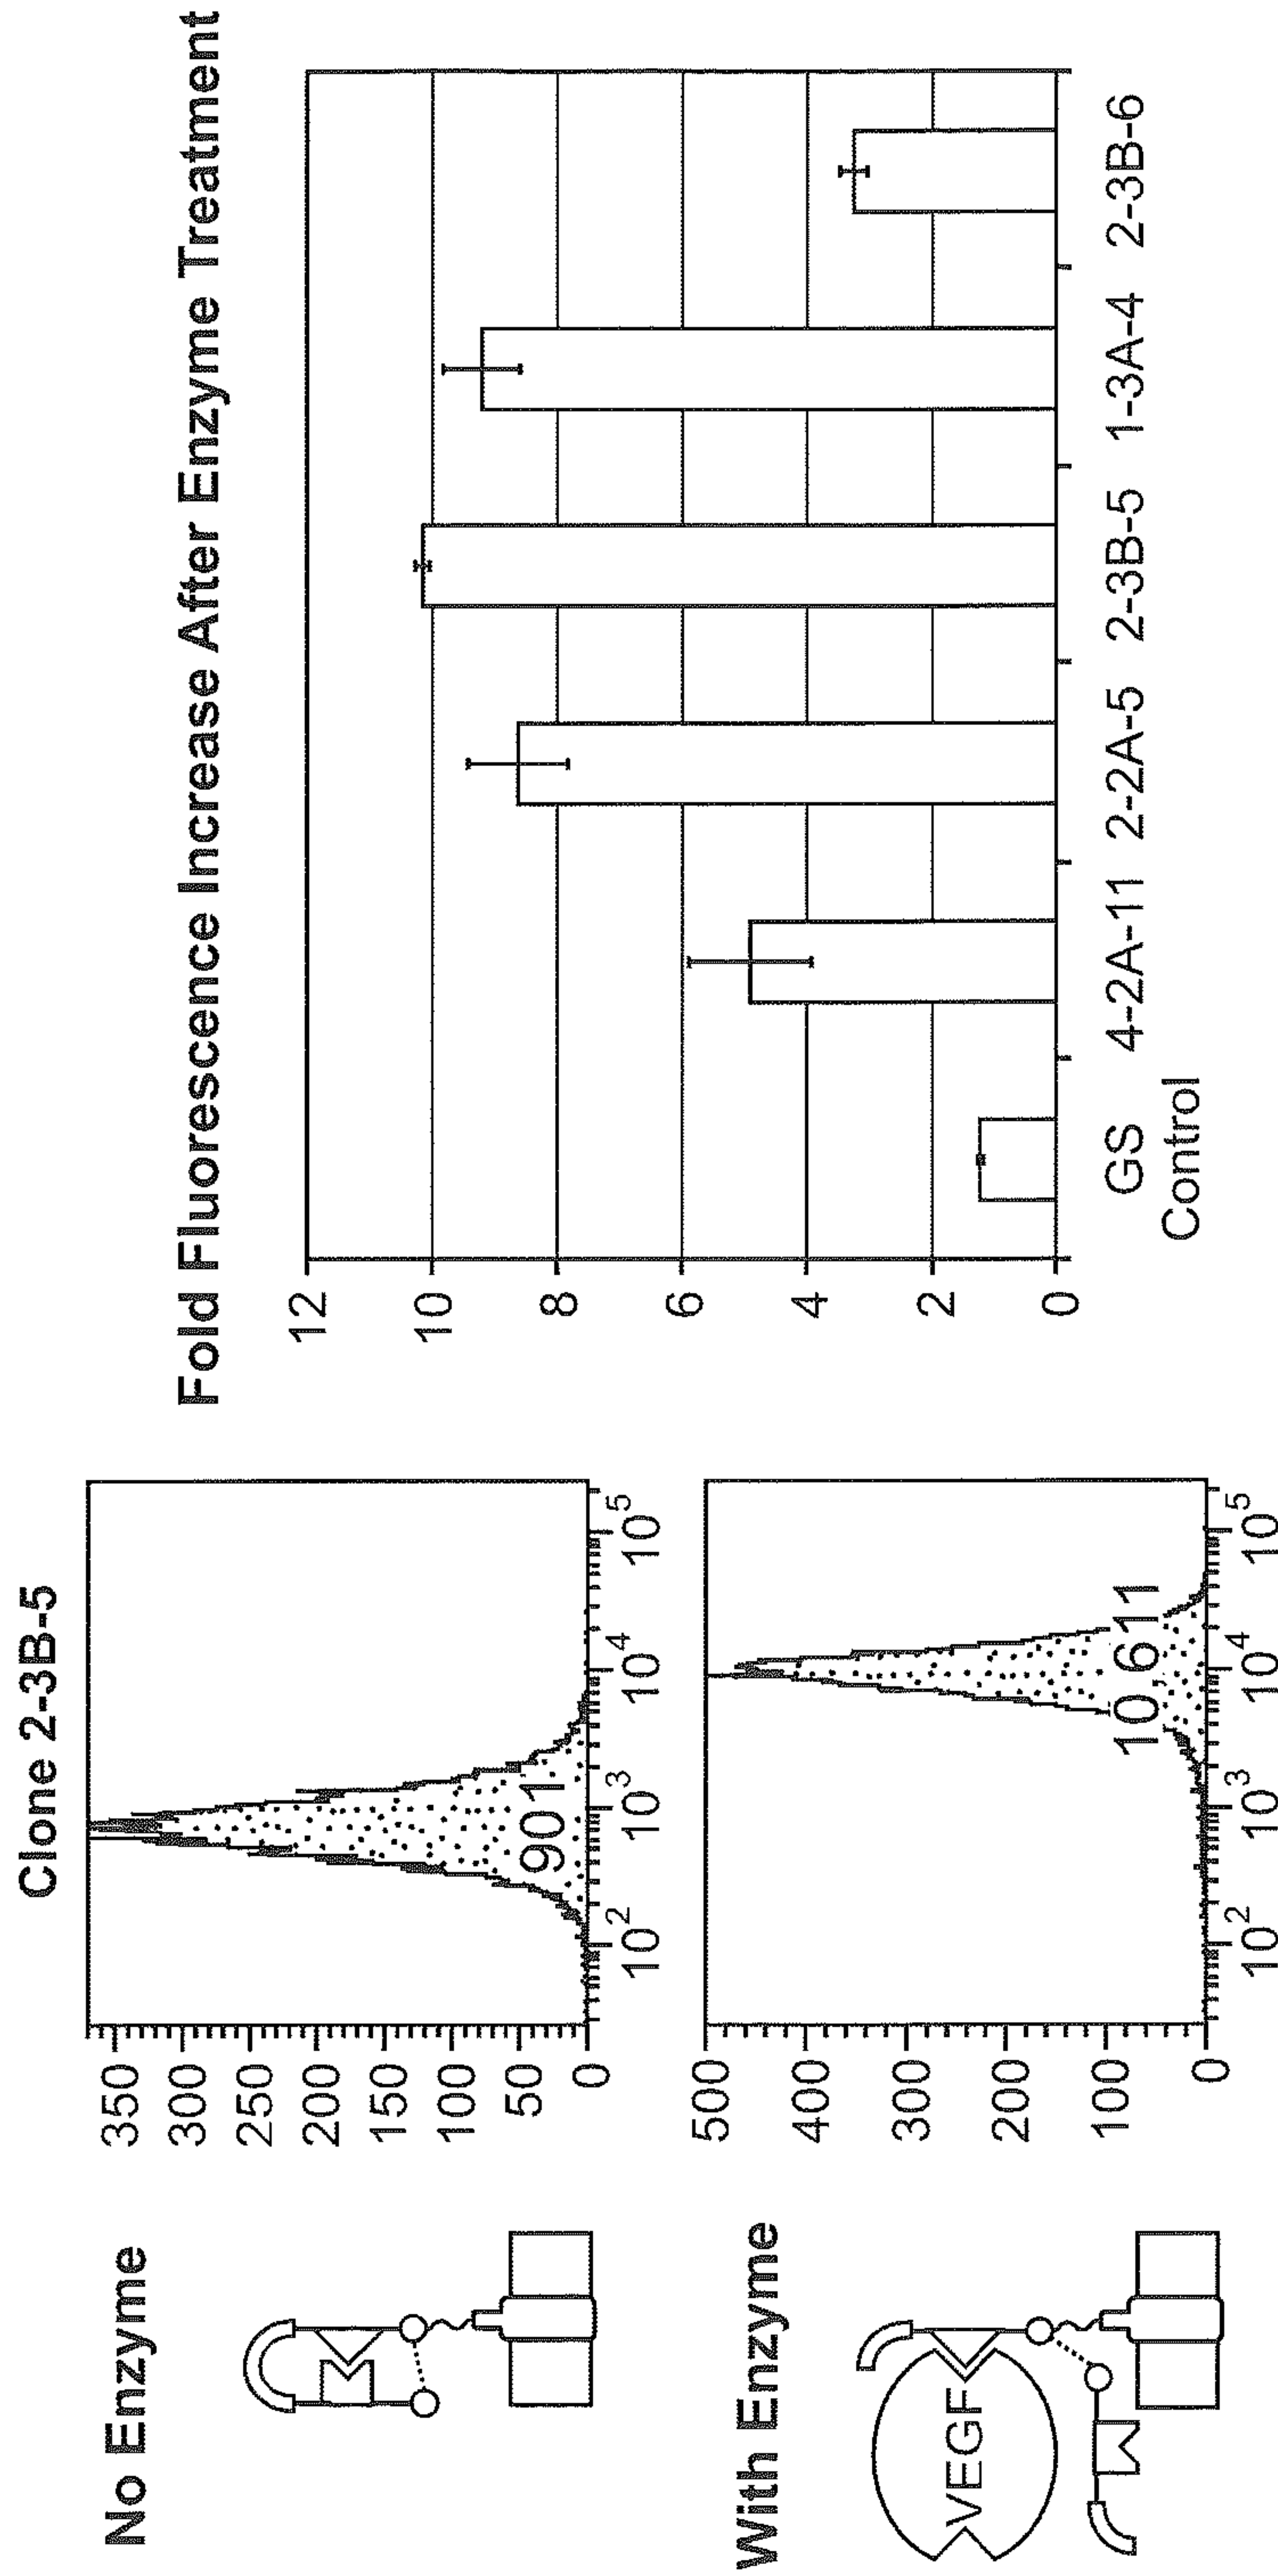 Clone 2-3B-5
No Enzyme
350
300
250
200
150
100
50
0
901
10^2 10^3 10^4 10^5
With Enzyme
VEGF
500
400
300
200
100
0
10,611
10^2 10^3 10^4 10^5
Fold Fluorescence Increase After Enzyme Treatment
12
10
8
6
4
2
0
GS Control 4-2A-11 2-2A-5 2-3B-5 1-3A-4 2-3B-6